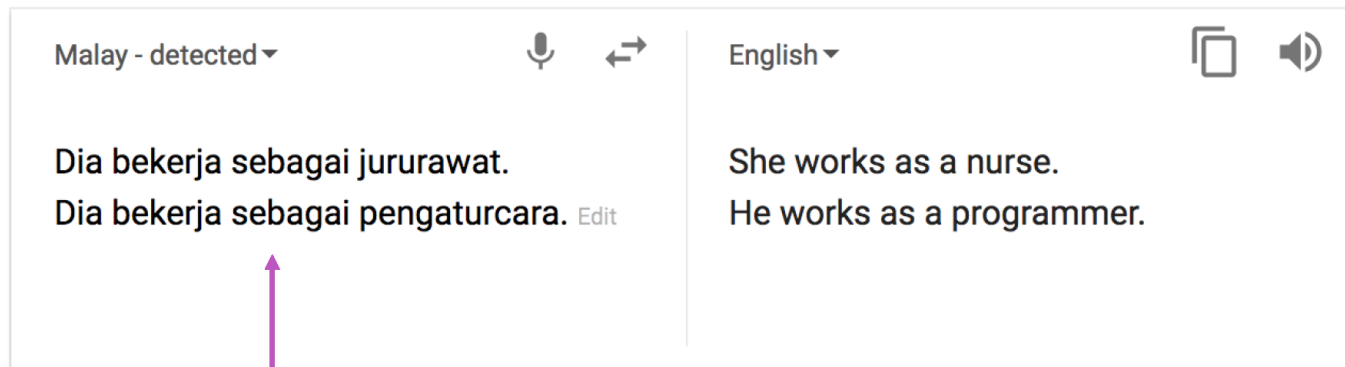 Malay - detected
English
Dia bekerja sebagai jururawat.
Dia bekerja sebagai pengaturcara. Edit
She works as a nurse.
He works as a programmer.